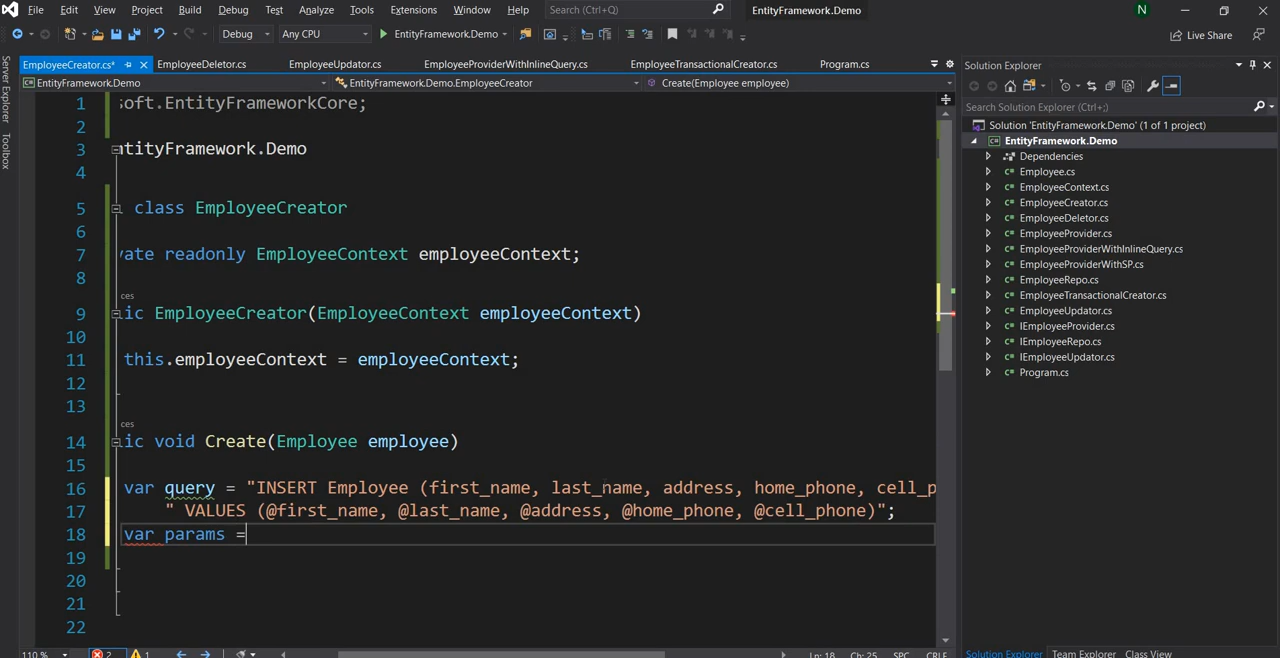 File Edit View Project Build Debug Test Analyze Tools Extensions Window Help Search (Ctrl+Q) EntityFramework.Demo N
Debug Any CPU EntityFramework.Demo Live Share
Server Explorer
Toolbox
EmployeeCreator.cs* EmployeeDeletor.cs EmployeeUpdator.cs EmployeeProviderWithInlineQuery.cs EmployeeTransactionalCreator.cs Program.cs
EntityFramework.Demo EntityFramework.Demo.EmployeeCreator Create(Employee employee)
1 soft.EntityFrameworkCore;
2
3 ntityFramework.Demo
4
5 class EmployeeCreator
6
7 vate readonly EmployeeContext employeeContext;
8
ces
9 ic EmployeeCreator(EmployeeContext employeeContext)
10
11 this.employeeContext = employeeContext;
12
13
ces
14 ic void Create(Employee employee)
15
16 var query = "INSERT Employee (first_name, last_name, address, home_phone, cell_p
17 " VALUES (@first_name, @last_name, @address, @home_phone, @cell_phone)";
18 var params =
19
20
21
22
110 % 2 1 Ln: 18 Ch: 25 SPC CRLF
Solution Explorer
Search Solution Explorer (Ctrl+;)
Solution 'EntityFramework.Demo' (1 of 1 project)
EntityFramework.Demo
Dependencies
Employee.cs
EmployeeContext.cs
EmployeeCreator.cs
EmployeeDeletor.cs
EmployeeProvider.cs
EmployeeProviderWithInlineQuery.cs
EmployeeProviderWithSP.cs
EmployeeRepo.cs
EmployeeTransactionalCreator.cs
EmployeeUpdator.cs
IEmployeeProvider.cs
IEmployeeRepo.cs
IEmployeeUpdator.cs
Program.cs
Solution Explorer Team Explorer Class View